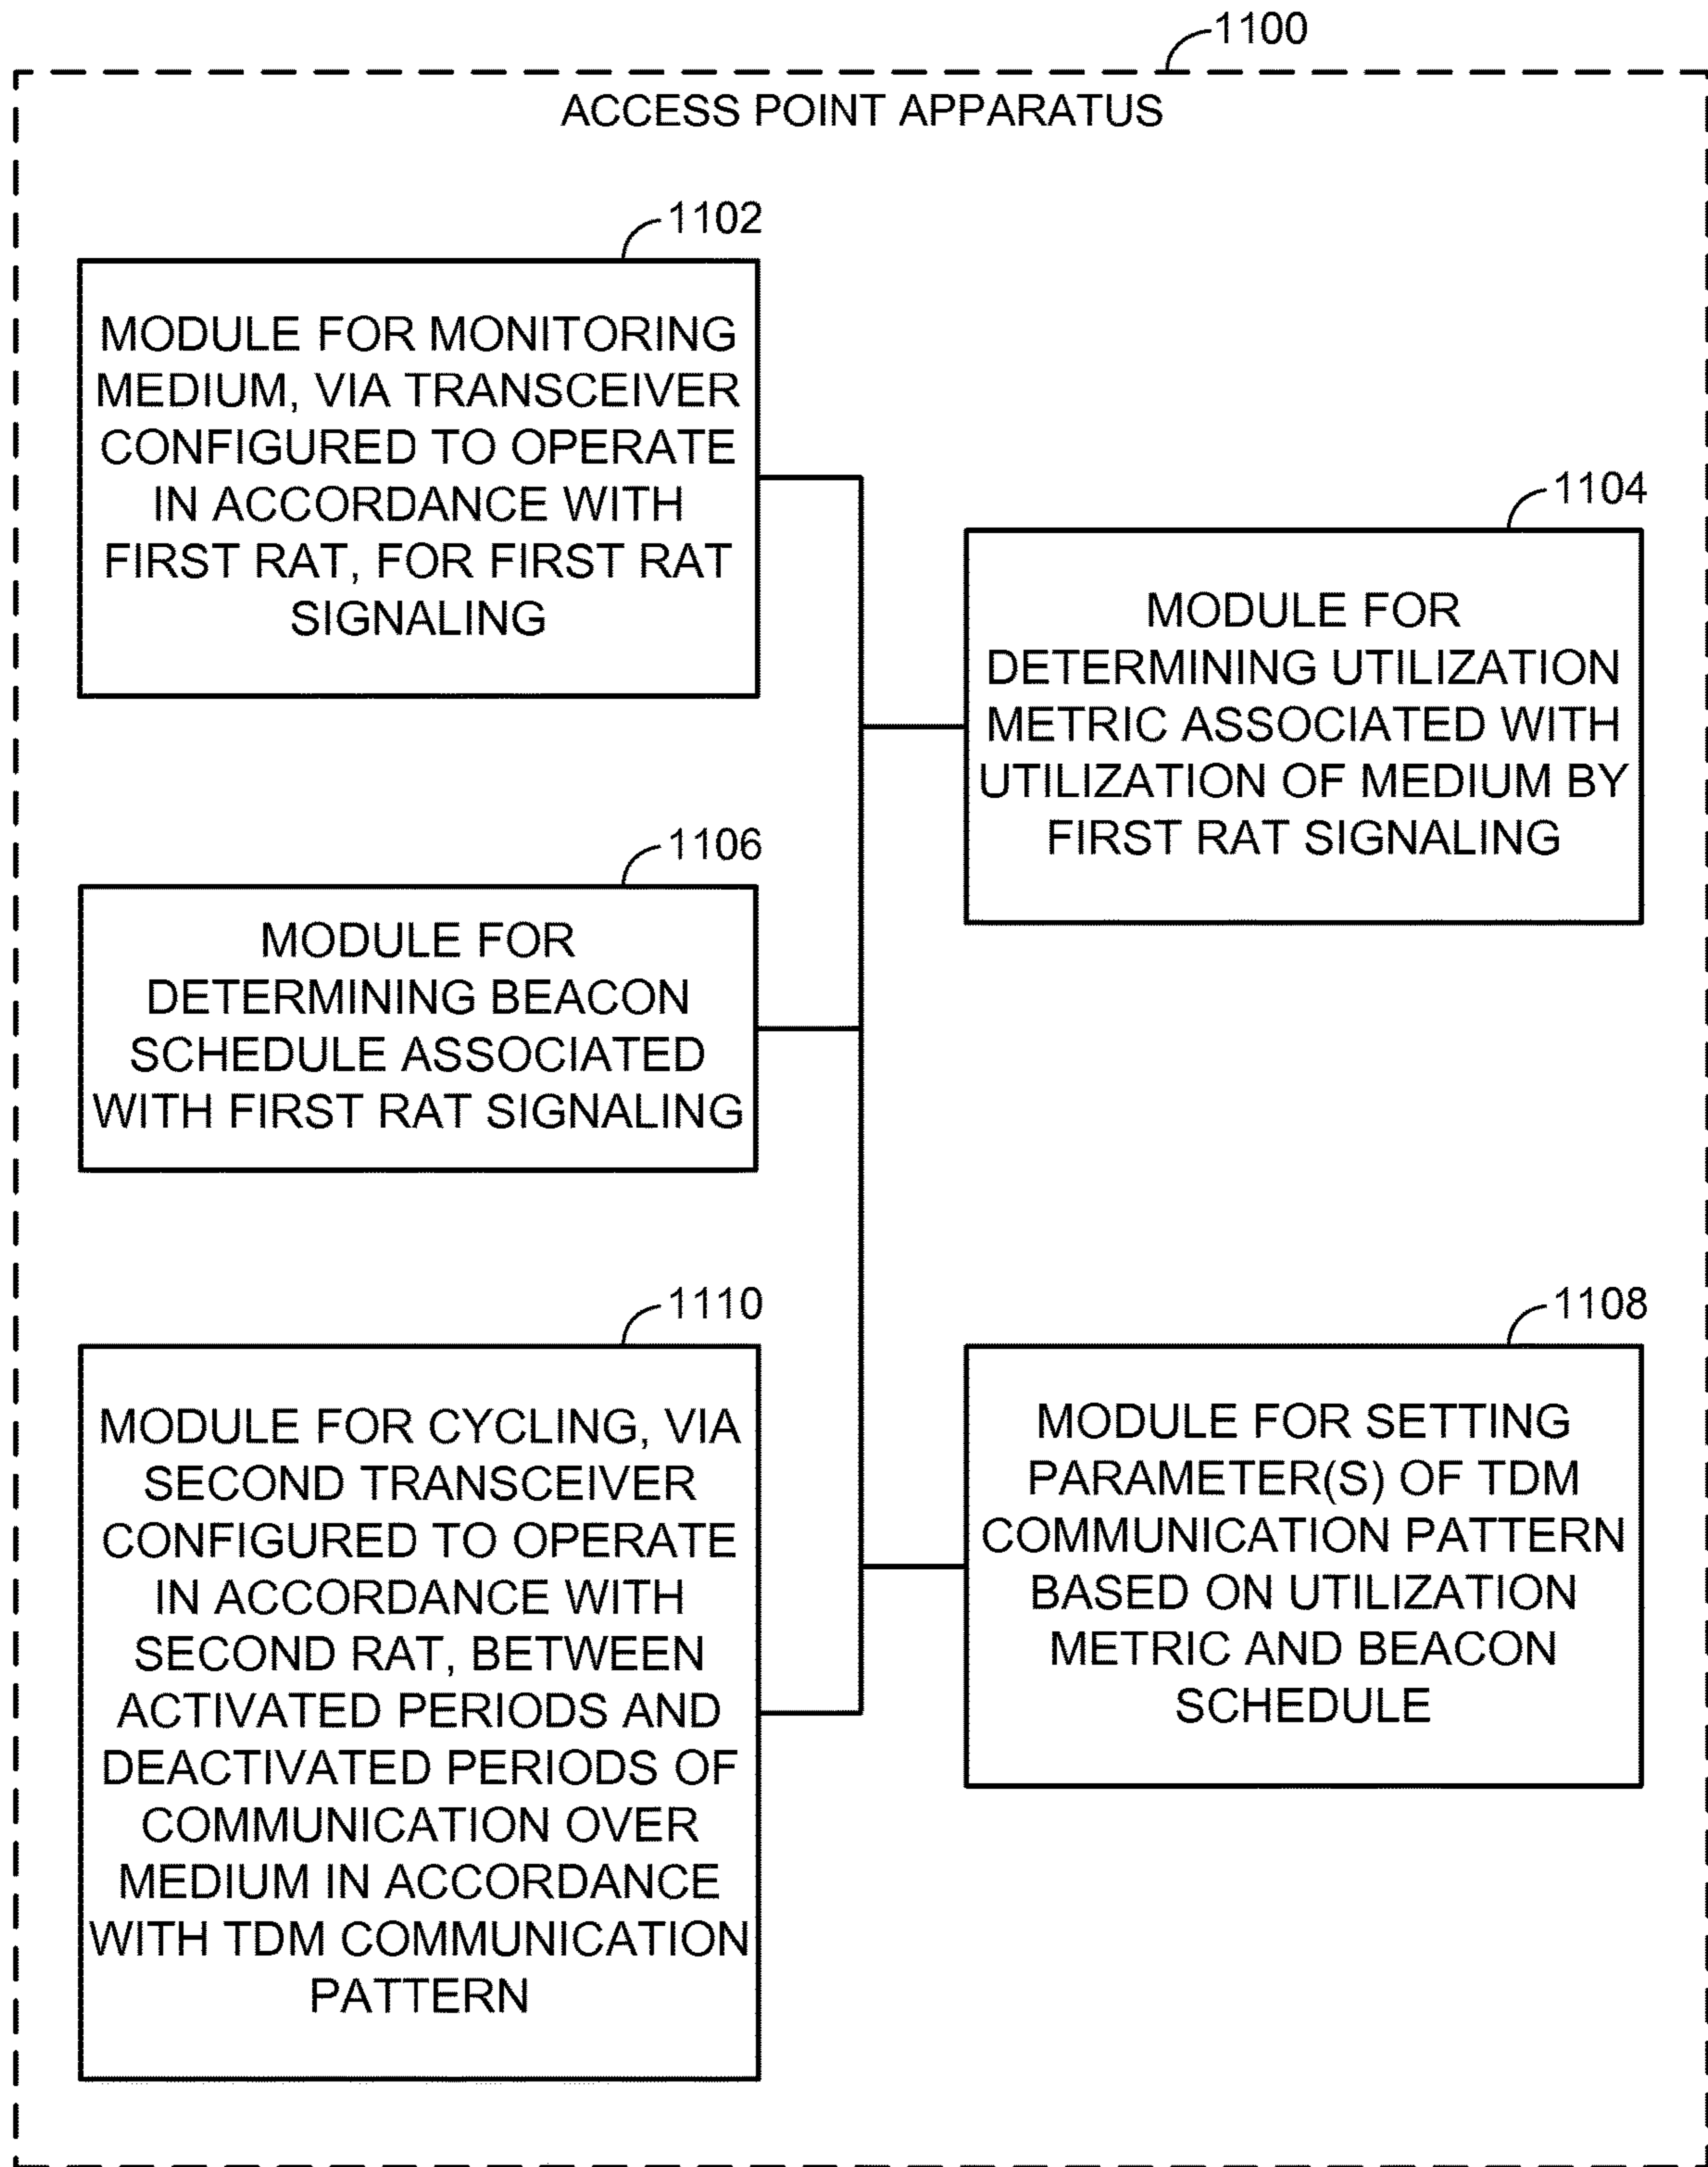 1100
ACCESS POINT APPARATUS
1102
MODULE FOR MONITORING
MEDIUM, VIA TRANSCEIVER
CONFIGURED TO OPERATE
IN ACCORDANCE WITH
FIRST RAT, FOR FIRST RAT
SIGNALING
1104
MODULE FOR
DETERMINING UTILIZATION
METRIC ASSOCIATED WITH
UTILIZATION OF MEDIUM BY
FIRST RAT SIGNALING
1106
MODULE FOR
DETERMINING BEACON
SCHEDULE ASSOCIATED
WITH FIRST RAT SIGNALING
1110
MODULE FOR CYCLING, VIA
SECOND TRANSCEIVER
CONFIGURED TO OPERATE
IN ACCORDANCE WITH
SECOND RAT, BETWEEN
ACTIVATED PERIODS AND
DEACTIVATED PERIODS OF
COMMUNICATION OVER
MEDIUM IN ACCORDANCE
WITH TDM COMMUNICATION
PATTERN
1108
MODULE FOR SETTING
PARAMETER(S) OF TDM
COMMUNICATION PATTERN
BASED ON UTILIZATION
METRIC AND BEACON
SCHEDULE